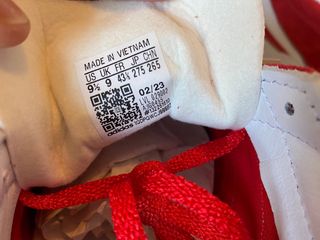 MADE IN VIETNAM
US UK FR JP CHN
9½ 9 43⅓ 275 265
02/23
adidas